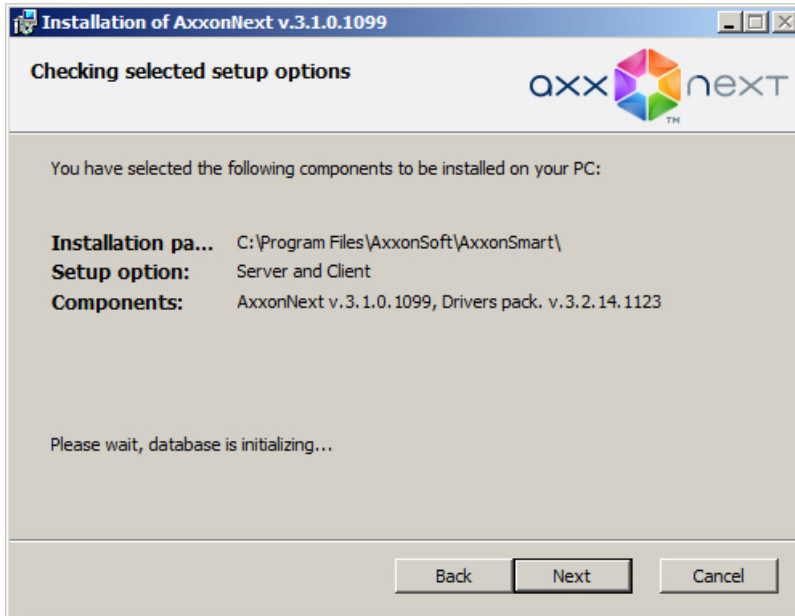 Installation of AxxonNext v.3.1.0.1099
Checking selected setup options
axx next
TM
You have selected the following components to be installed on your PC:
Installation pa... C:\Program Files\AxxonSoft\AxxonSmart\
Setup option: Server and Client
Components: AxxonNext v.3.1.0.1099, Drivers pack. v.3.2.14.1123
Please wait, database is initializing...
Back Next Cancel